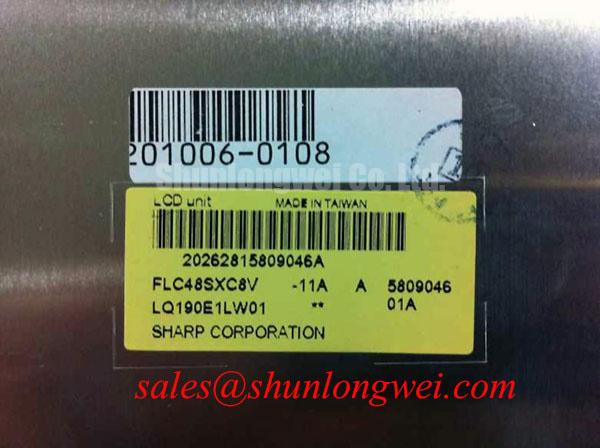 201006-0108
Shunlongwei Co. Ltd.
LCD unit MADE IN TAIWAN
20262815809046A
FLC48SXC8V -11A A 5809046
LQ190E1LW01 ** 01A
SHARP CORPORATION
sales@shunlongwei.com